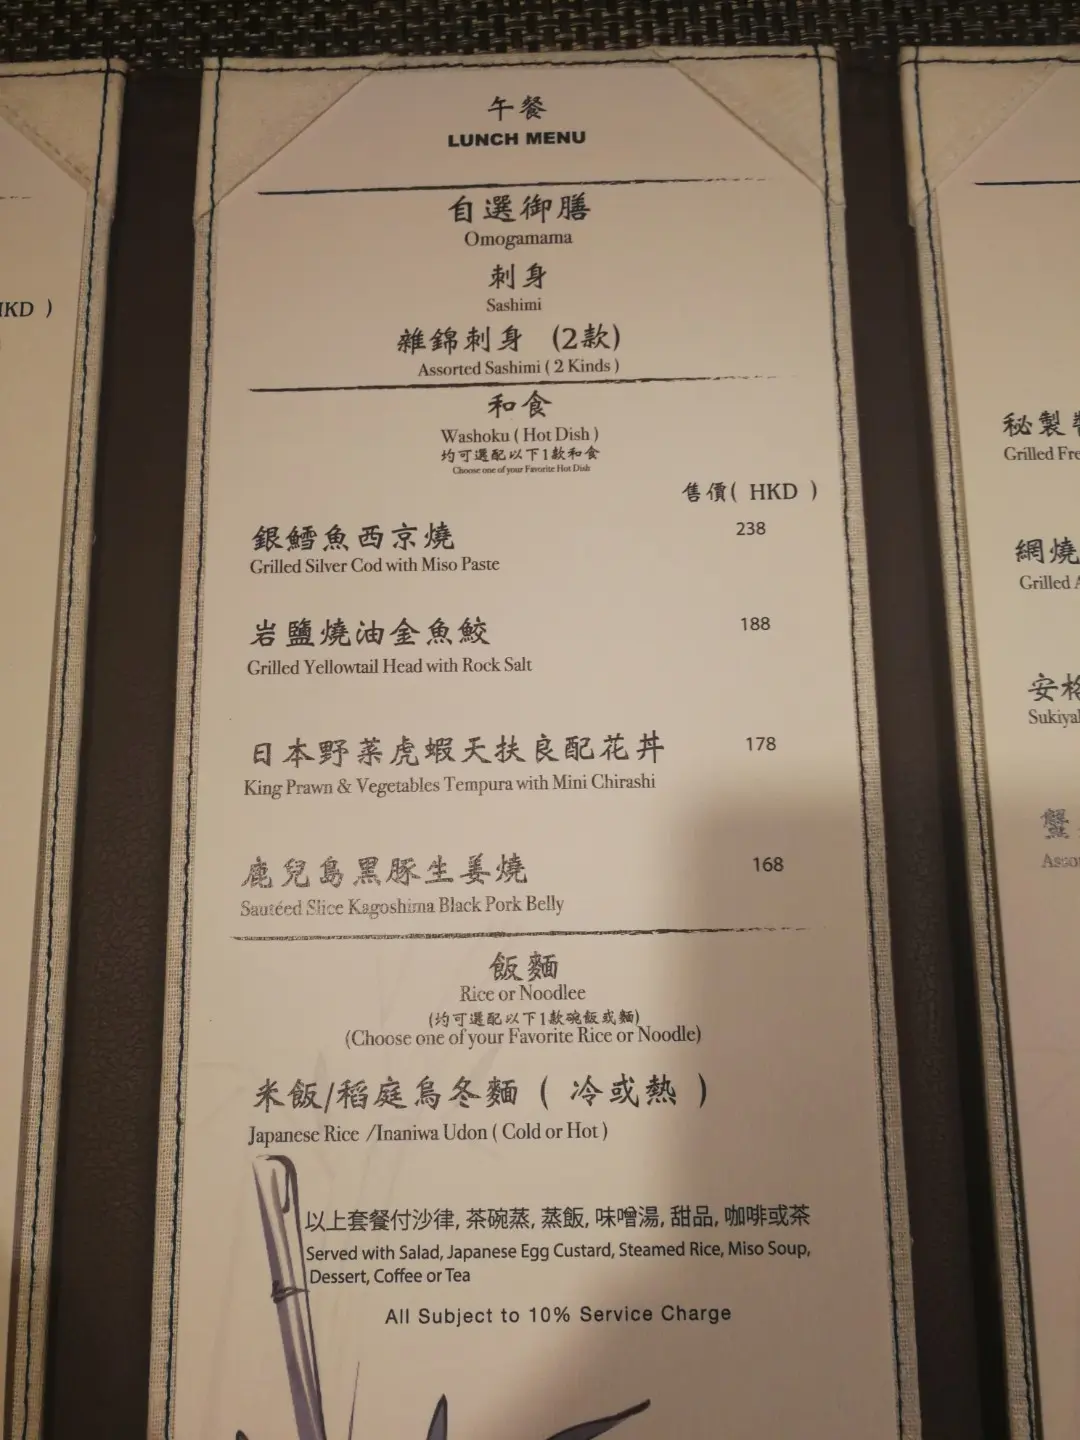 HKD )
午餐
LUNCH MENU
自選御膳
Omogamama
刺身
Sashimi
雜錦刺身 (2款)
Assorted Sashimi ( 2 Kinds )
和食
Washoku ( Hot Dish )
均可選配以下1款和食
Choose one of your Favorite Hot Dish
售價( HKD )
銀鱈魚西京燒 238
Grilled Silver Cod with Miso Paste
岩鹽燒油金魚鮫 188
Grilled Yellowtail Head with Rock Salt
日本野菜虎蝦天扶良配花丼 178
King Prawn & Vegetables Tempura with Mini Chirashi
鹿兒島黑豚生姜燒 168
Sautéed Slice Kagoshima Black Pork Belly
飯麵
Rice or Noodlee
(均可選配以下1款碗飯或麵)
(Choose one of your Favorite Rice or Noodle)
米飯/稻庭烏冬麵 ( 冷或熱 )
Japanese Rice /Inaniwa Udon ( Cold or Hot )
以上套餐付沙律, 茶碗蒸, 蒸飯, 味噌湯, 甜品, 咖啡或茶
Served with Salad, Japanese Egg Custard, Steamed Rice, Miso Soup,
Dessert, Coffee or Tea
All Subject to 10% Service Charge
秘製
Grilled
網燒
Grilled
安格
蟹